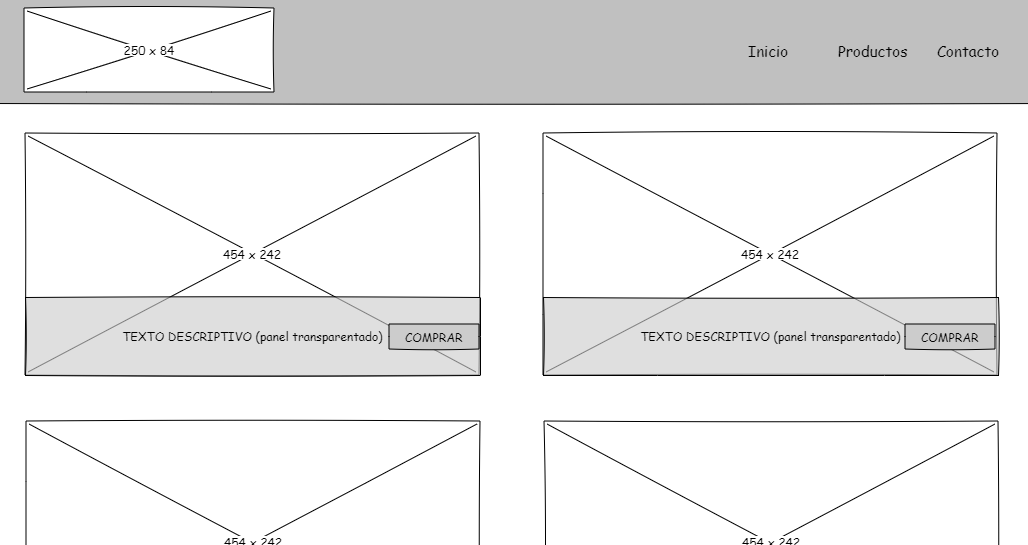 250 x 84
Inicio Productos Contacto
454 x 242
454 x 242
TEXTO DESCRIPTIVO (panel transparentado) COMPRAR
TEXTO DESCRIPTIVO (panel transparentado) COMPRAR
454 x 242
454 x 242